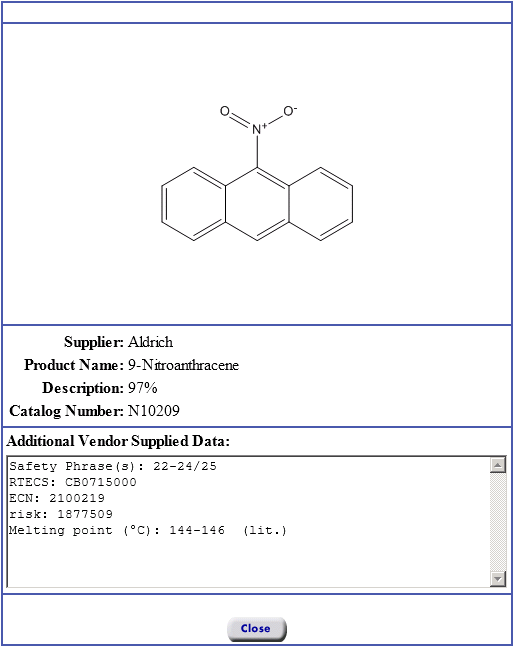 O O-
N+
Supplier: Aldrich
Product Name: 9-Nitroanthracene
Description: 97%
Catalog Number: N10209
Additional Vendor Supplied Data:
Safety Phrase(s): 22-24/25
RTECS: CB0715000
ECN: 2100219
risk: 1877509
Melting point (°C): 144-146 (lit.)
Close